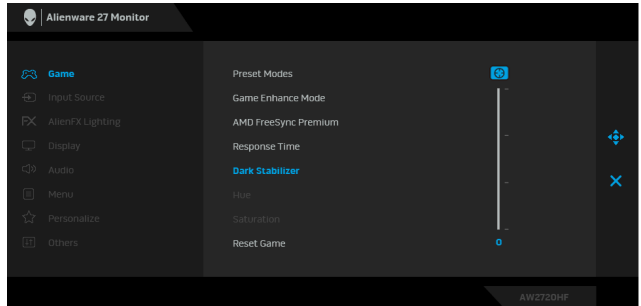 Alienware 27 Monitor
Game
Input Source
AlienFX Lighting
Display
Audio
Menu
Personalize
Others
Preset Modes
Game Enhance Mode
AMD FreeSync Premium
Response Time
Dark Stabilizer
Hue
Saturation
Reset Game
0
AW2720HF